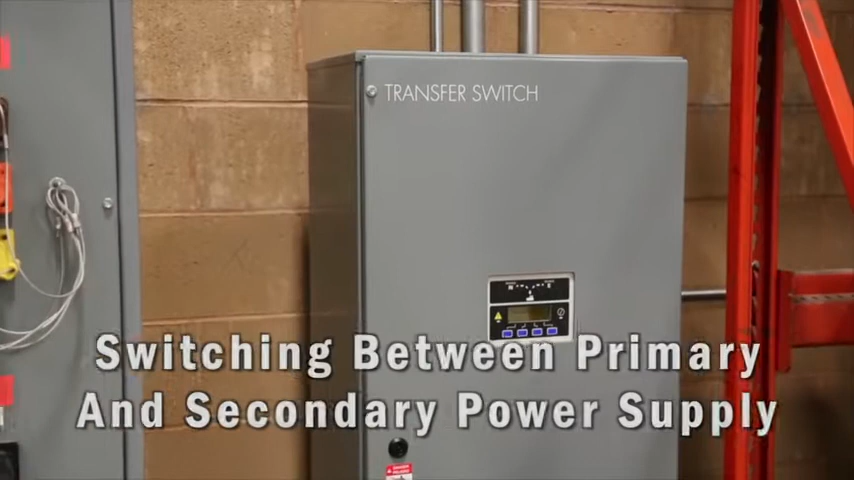 TRANSFER SWITCH
N
E
Switching Between Primary
And Secondary Power Supply